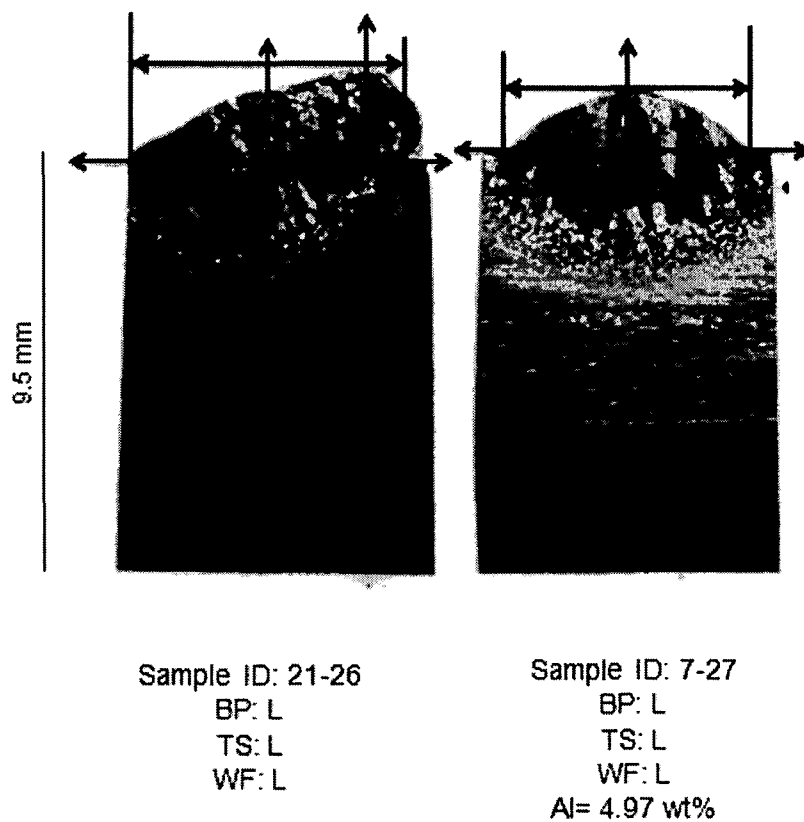 9.5 mm
Sample ID: 21-26
BP: L
TS: L
WF: L
Sample ID: 7-27
BP: L
TS: L
WF: L
Al= 4.97 wt%